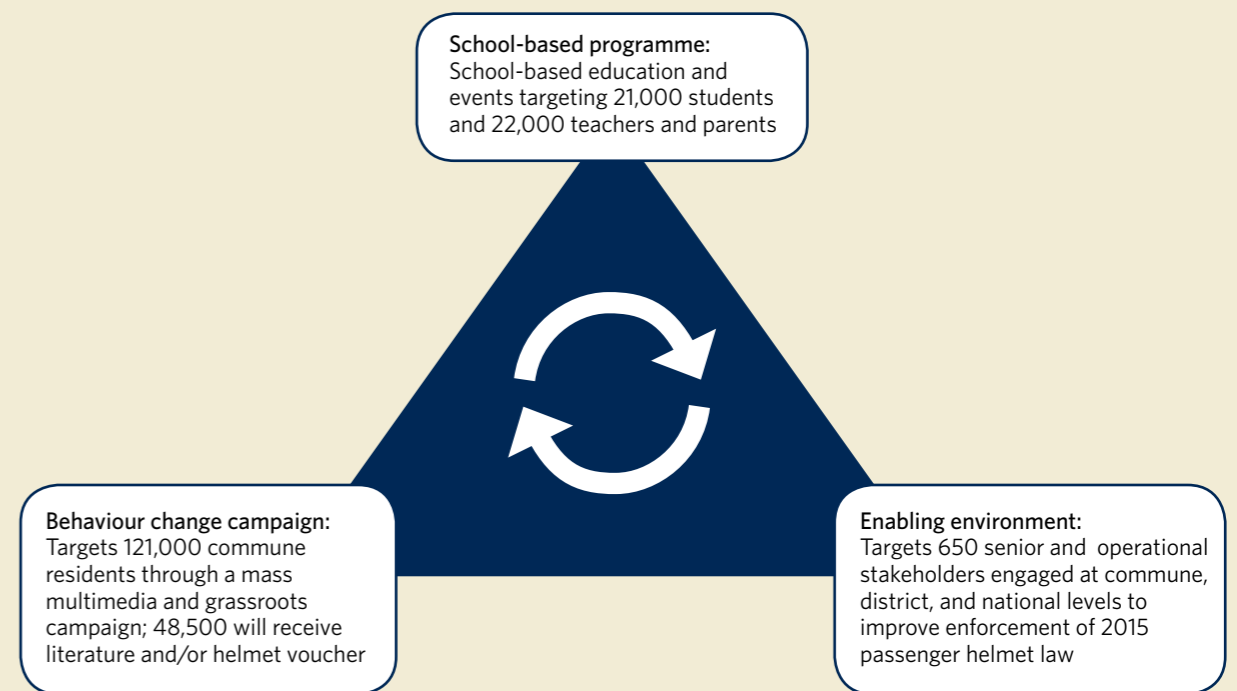 School-based programme:
School-based education and
events targeting 21,000 students
and 22,000 teachers and parents
Behaviour change campaign:
Targets 121,000 commune
residents through a mass
multimedia and grassroots
campaign; 48,500 will receive
literature and/or helmet voucher
Enabling environment:
Targets 650 senior and operational
stakeholders engaged at commune,
district, and national levels to
improve enforcement of 2015
passenger helmet law